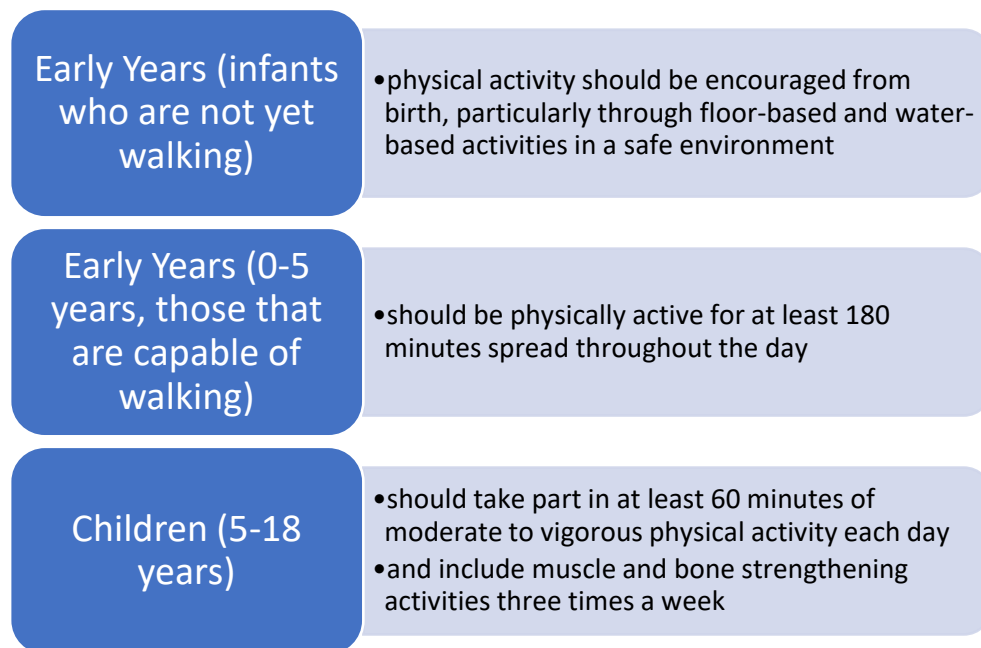 Early Years (infants
who are not yet
walking)
•physical activity should be encouraged from
birth, particularly through floor-based and water-
based activities in a safe environment
Early Years (0-5
years, those that
are capable of
walking)
•should be physically active for at least 180
minutes spread throughout the day
Children (5-18
years)
•should take part in at least 60 minutes of
moderate to vigorous physical activity each day
•and include muscle and bone strengthening
activities three times a week